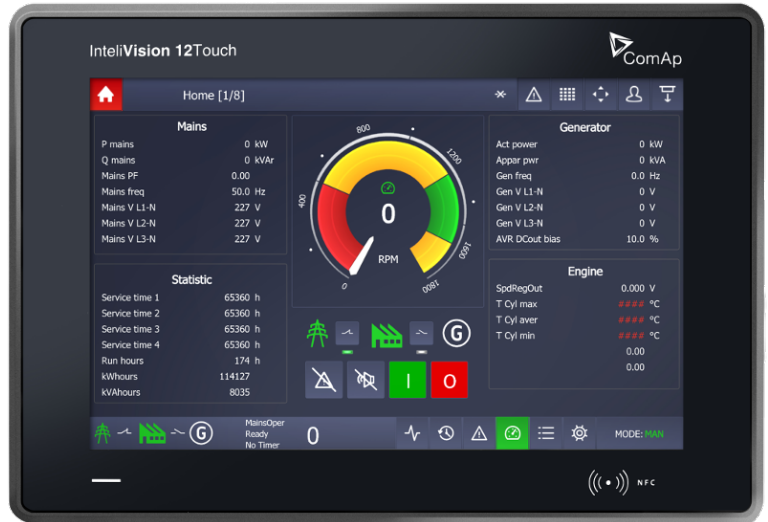 InteliVision 12Touch
ComAp
Home [1/8]
Mains
P mains 0 kW
Q mains 0 kVAr
Mains PF 0.00
Mains freq 50.0 Hz
Mains V L1-N 227 V
Mains V L2-N 227 V
Mains V L3-N 227 V
Statistic
Service time 1 65360 h
Service time 2 65360 h
Service time 3 65360 h
Service time 4 65360 h
Run hours 174 h
kWhours 114127
kVAhours 8035
0
400
800
1200
1600
1800
0
RPM
G
I
O
Generator
Act power 0 kW
Appar pwr 0 kVA
Gen freq 0.0 Hz
Gen V L1-N 0 V
Gen V L2-N 0 V
Gen V L3-N 0 V
AVR DCout bias 10.0 %
Engine
SpdRegOut 0.000 V
T Cyl max #### °C
T Cyl aver #### °C
T Cyl min #### °C
0.00
0.00
G
MainsOper
Ready
No Timer
0
MODE: MAN
NFC